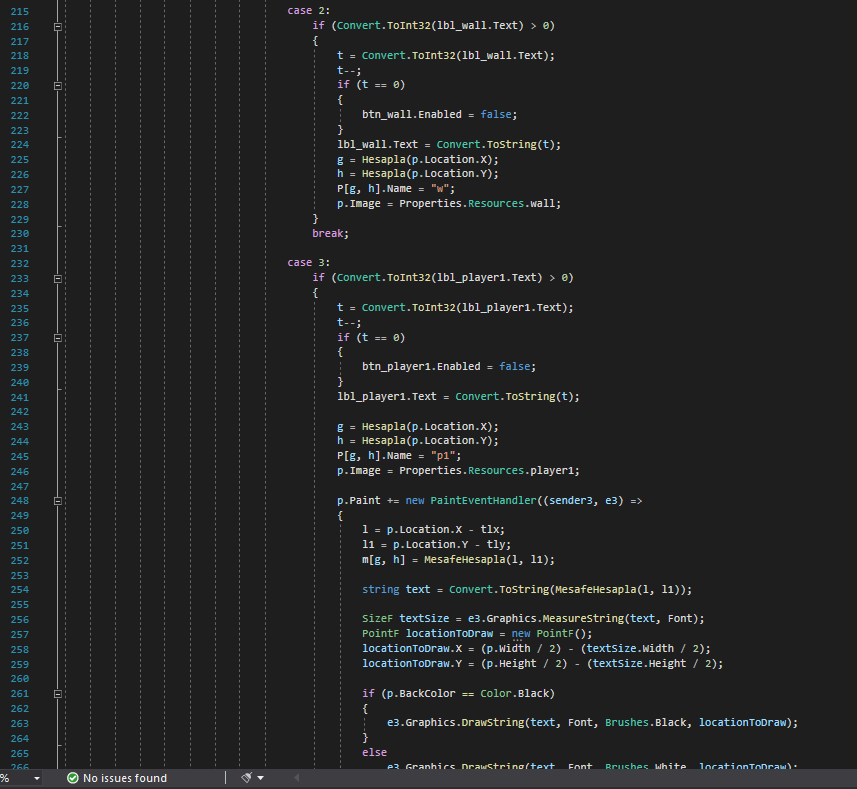 215 case 2:
216 if (Convert.ToInt32(lbl_wall.Text) > 0)
217 {
218 t = Convert.ToInt32(lbl_wall.Text);
219 t--;
220 if (t == 0)
221 {
222 btn_wall.Enabled = false;
223 }
224 lbl_wall.Text = Convert.ToString(t);
225 g = Hesapla(p.Location.X);
226 h = Hesapla(p.Location.Y);
227 P[g, h].Name = "w";
228 p.Image = Properties.Resources.wall;
229 }
230 break;
231
232 case 3:
233 if (Convert.ToInt32(lbl_player1.Text) > 0)
234 {
235 t = Convert.ToInt32(lbl_player1.Text);
236 t--;
237 if (t == 0)
238 {
239 btn_player1.Enabled = false;
240 }
241 lbl_player1.Text = Convert.ToString(t);
242
243 g = Hesapla(p.Location.X);
244 h = Hesapla(p.Location.Y);
245 P[g, h].Name = "p1";
246 p.Image = Properties.Resources.player1;
247
248 p.Paint += new PaintEventHandler((sender3, e3) =>
249 {
250 l = p.Location.X - tlx;
251 l1 = p.Location.Y - tly;
252 m[g, h] = MesafeHesapla(l, l1);
253
254 string text = Convert.ToString(MesafeHesapla(l, l1));
255
256 SizeF textSize = e3.Graphics.MeasureString(text, Font);
257 PointF locationToDraw = new PointF();
258 locationToDraw.X = (p.Width / 2) - (textSize.Width / 2);
259 locationToDraw.Y = (p.Height / 2) - (textSize.Height / 2);
260
261 if (p.BackColor == Color.Black)
262 {
263 e3.Graphics.DrawString(text, Font, Brushes.Black, locationToDraw);
264 }
265 else
266 e3.Graphics.DrawString(text, Font, Brushes.White, locationToDraw);
% No issues found